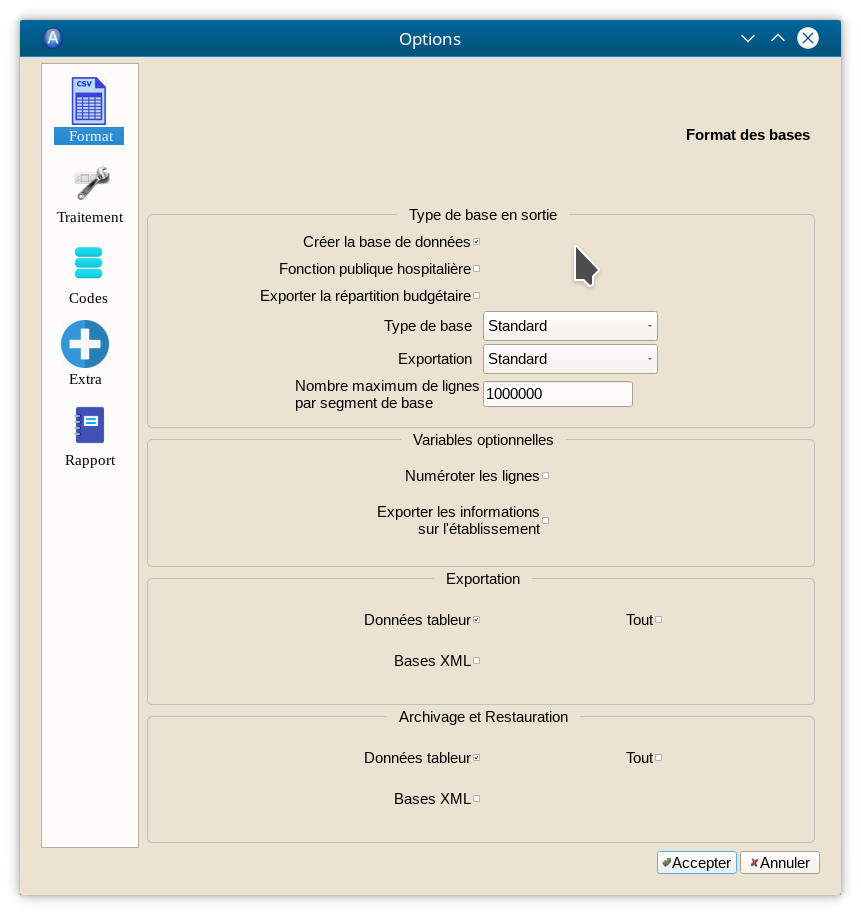 A
Options
CSV
Format
Traitement
Codes
Extra
Rapport
Format des bases
Type de base en sortie
Créer la base de données
Fonction publique hospitalière
Exporter la répartition budgétaire
Type de base Standard
Exportation Standard
Nombre maximum de lignes
par segment de base 1000000
Variables optionnelles
Numéroter les lignes
Exporter les informations
sur l'établissement
Exportation
Données tableur Tout
Bases XML
Archivage et Restauration
Données tableur Tout
Bases XML
Accepter Annuler